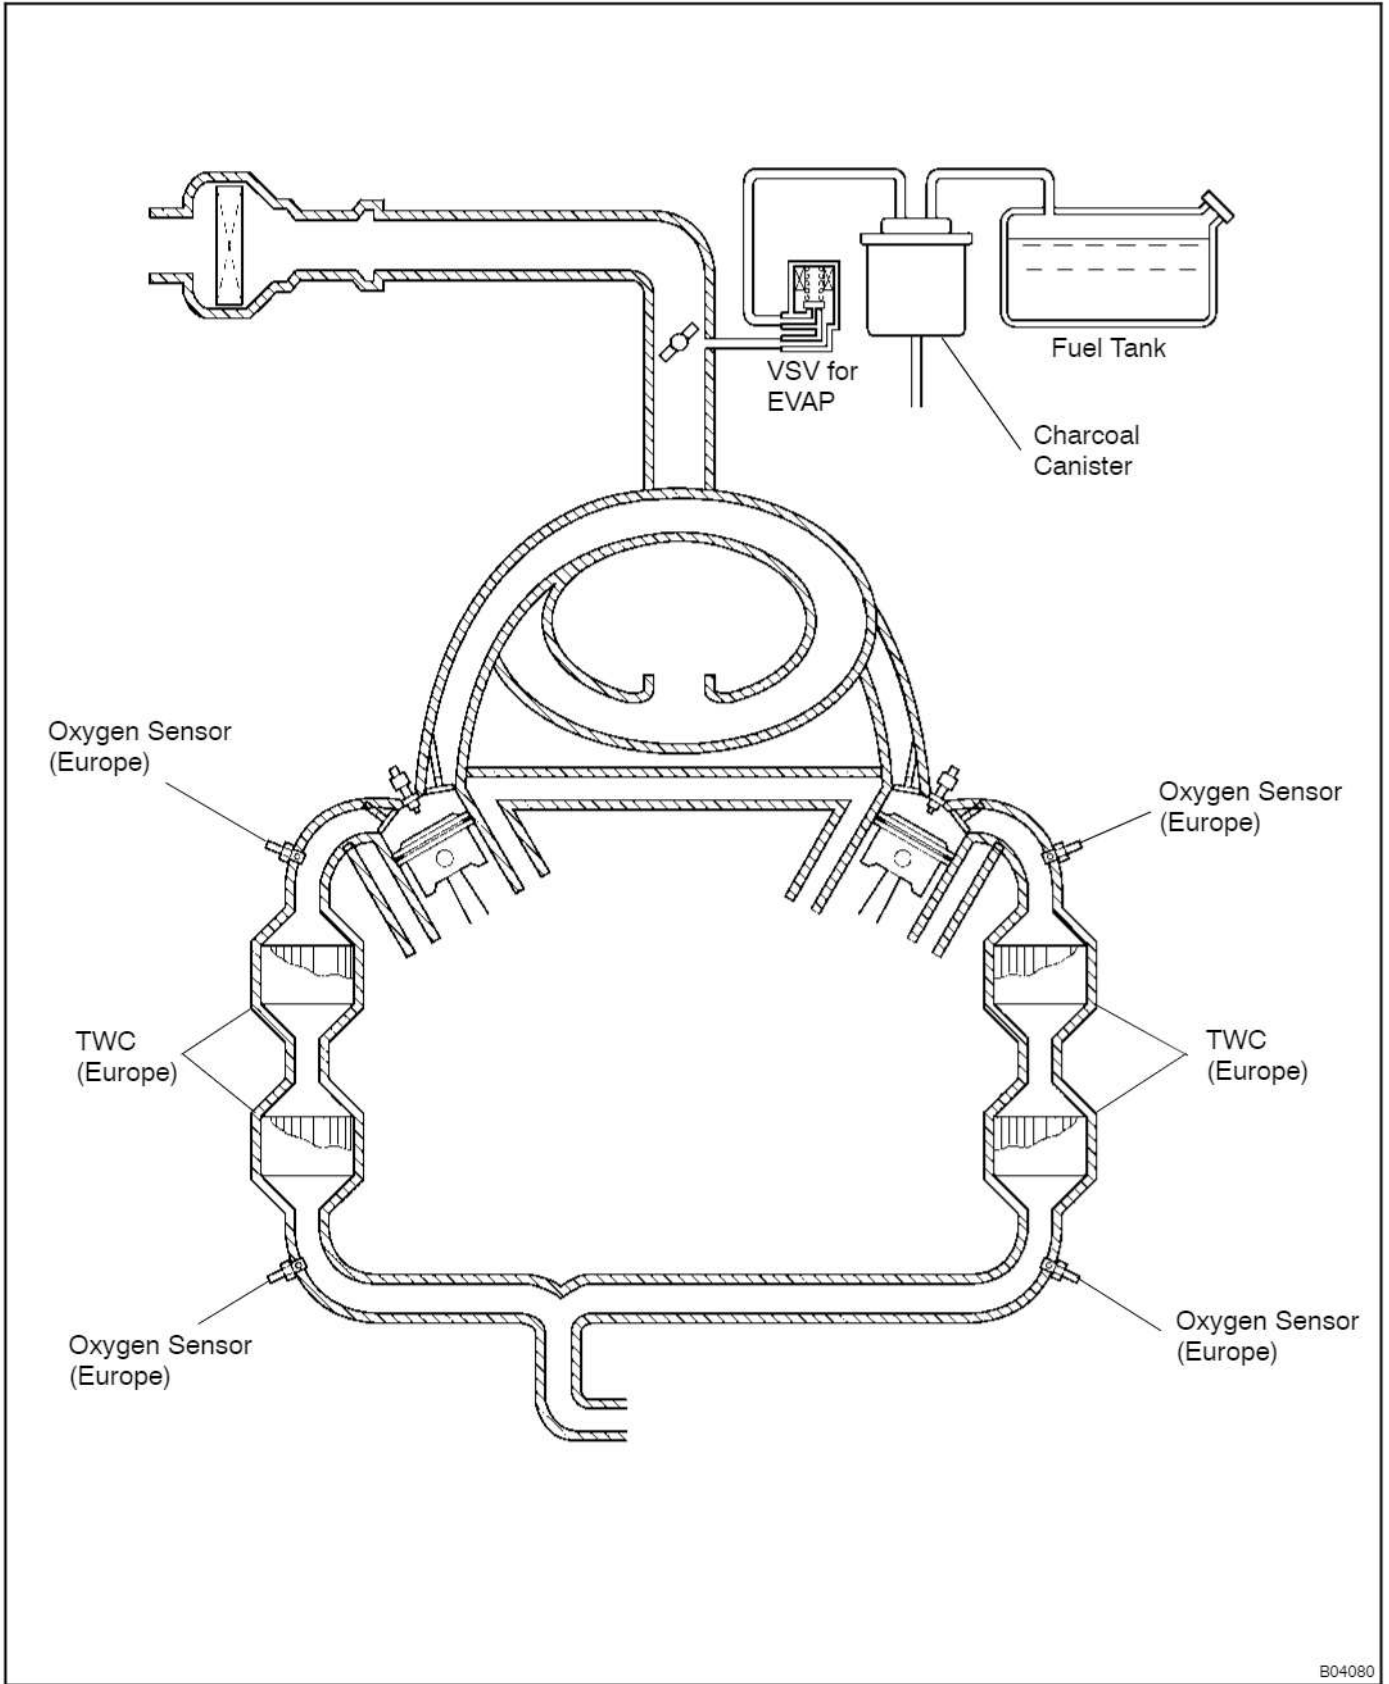 Fuel Tank
VSV for
EVAP
Charcoal
Canister
Oxygen Sensor
(Europe)
Oxygen Sensor
(Europe)
TWC
(Europe)
TWC
(Europe)
Oxygen Sensor
(Europe)
Oxygen Sensor
(Europe)
B04080